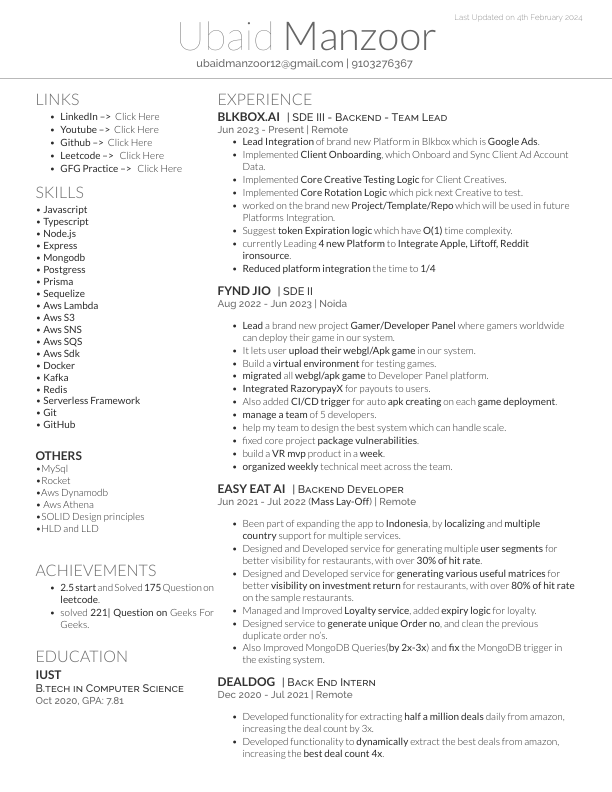 Last Updated on 4th February 2024
Ubaid Manzoor
ubaidmanzoor12@gmail.com | 9103276367
LINKS
• LinkedIn –> Click Here
• Youtube –> Click Here
• Github –> Click Here
• Leetcode –> Click Here
• GFG Practice –> Click Here
SKILLS
• Javascript
• Typescript
• Node.js
• Express
• Mongodb
• Postgress
• Prisma
• Sequelize
• Aws Lambda
• Aws S3
• Aws SNS
• Aws SQS
• Aws Sdk
• Docker
• Kafka
• Redis
• Serverless Framework
• Git
• GitHub
OTHERS
•MySql
•Rocket
•Aws Dynamodb
• Aws Athena
•SOLID Design principles
•HLD and LLD
ACHIEVEMENTS
• 2.5 start and Solved 175 Question on
leetcode.
• solved 221| Question on Geeks For
Geeks.
EDUCATION
IUST
B.TECH IN COMPUTER SCIENCE
Oct 2020, GPA: 7.81
EXPERIENCE
BLKBOX.AI | SDE III - BACKEND - TEAM LEAD
Jun 2023 - Present | Remote
• Lead Integration of brand new Platform in Blkbox which is Google Ads.
• Implemented Client Onboarding, which Onboard and Sync Client Ad Account
Data.
• Implemented Core Creative Testing Logic for Client Creatives.
• Implemented Core Rotation Logic which pick next Creative to test.
• worked on the brand new Project/Template/Repo which will be used in future
Platforms Integration.
• Suggest token Expiration logic which have O(1) time complexity.
• currently Leading 4 new Platform to Integrate Apple, Liftoff, Reddit
ironsource.
• Reduced platform integration the time to 1/4
FYND JIO | SDE II
Aug 2022 - Jun 2023 | Noida
• Lead a brand new project Gamer/Developer Panel where gamers worldwide
can deploy their game in our system.
• It lets user upload their webgl/Apk game in our system.
• Build a virtual environment for testing games.
• migrated all webgl/apk game to Developer Panel platform.
• Integrated RazorypayX for payouts to users.
• Also added CI/CD trigger for auto apk creating on each game deployment.
• manage a team of 5 developers.
• help my team to design the best system which can handle scale.
• fixed core project package vulnerabilities.
• build a VR mvp product in a week.
• organized weekly technical meet across the team.
EASY EAT AI | BACKEND DEVELOPER
Jun 2021 - Jul 2022 (Mass Lay-Off) | Remote
• Been part of expanding the app to Indonesia, by localizing and multiple
country support for multiple services.
• Designed and Developed service for generating multiple user segments for
better visibility for restaurants, with over 30% of hit rate.
• Designed and Developed service for generating various useful matrices for
better visibility on investment return for restaurants, with over 80% of hit rate
on the sample restaurants.
• Managed and Improved Loyalty service, added expiry logic for loyalty.
• Designed service to generate unique Order no, and clean the previous
duplicate order no's.
• Also Improved MongoDB Queries(by 2x-3x) and fix the MongoDB trigger in
the existing system.
DEALDOG | BACK END INTERN
Dec 2020 - Jul 2021 | Remote
• Developed functionality for extracting half a million deals daily from amazon,
increasing the deal count by 3x.
• Developed functionality to dynamically extract the best deals from amazon,
increasing the best deal count 4x.